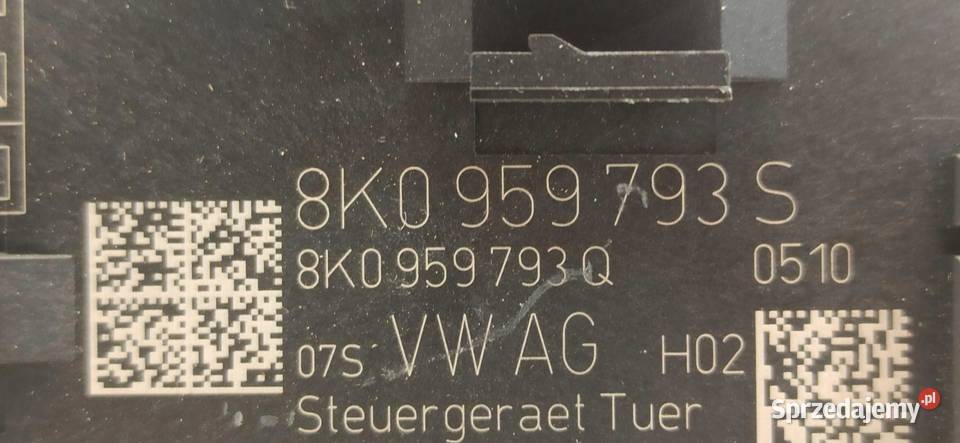 8K0 959 793 S
8K0 959 793 Q 0510
07S VW AG H02
Steuergeraet Tuer
Sprzedajemy.pl